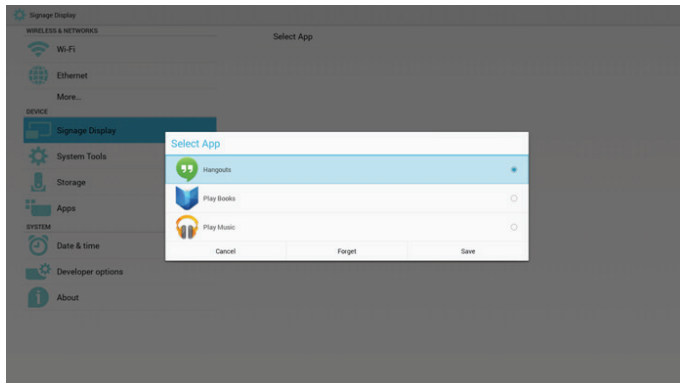 Signage Display
WIRELESS & NETWORKS
Select App
Wi-Fi
Ethernet
More...
DEVICE
Signage Display
System Tools
Storage
Apps
SYSTEM
Date & time
Developer options
About
Select App
Hangouts
Play Books
Play Music
Cancel Forget Save